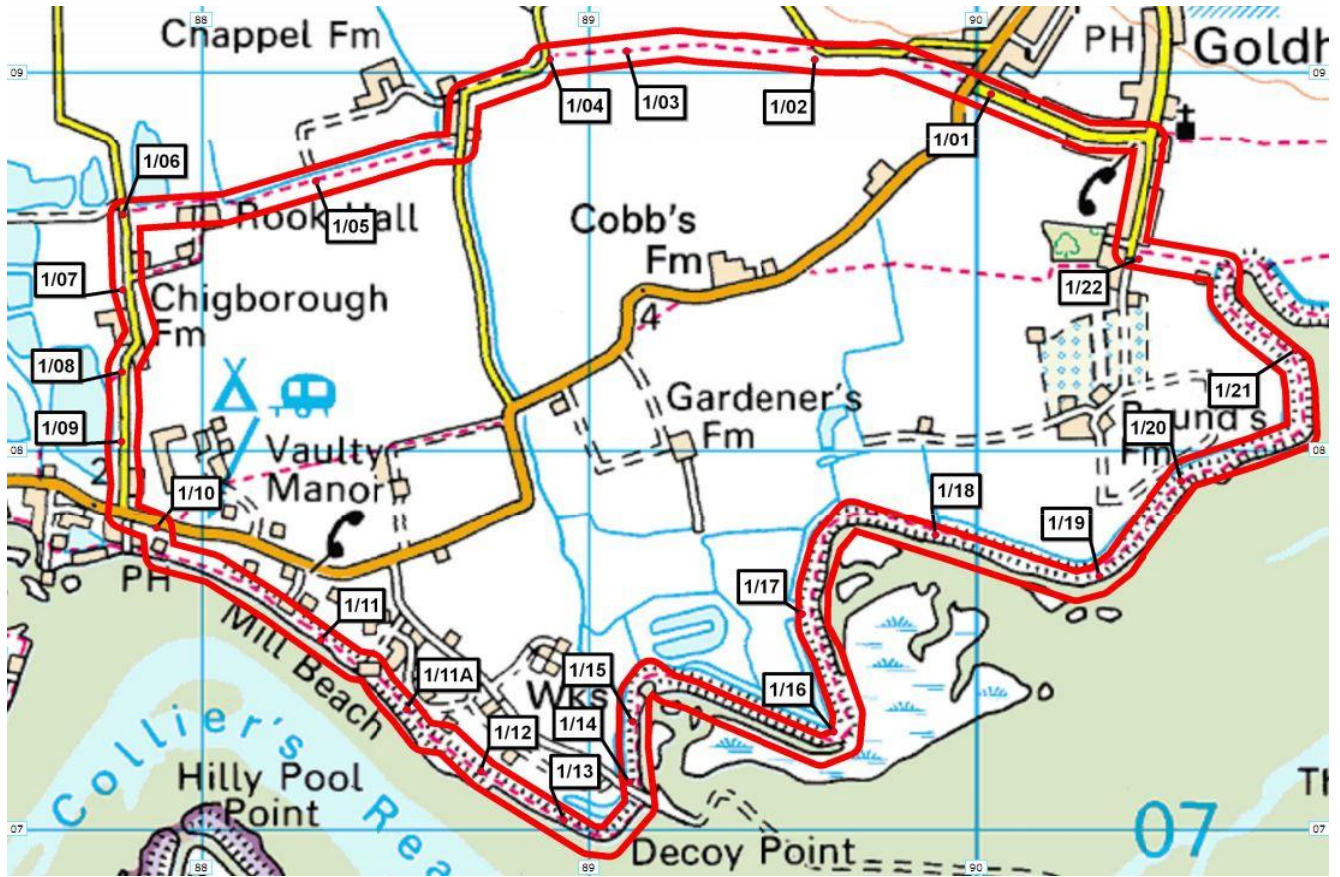 88
89
90
Chappel Fm
PH
Goldh
09
09
1/04
1/03
1/02
1/01
1/06
1/05
Rook Hall
Cobb's
Fm
1/22
1/07
Chigborough
Fm
4
1/08
1/21
1/09
Gardener's
Fm
1/20
Pound's
Fm
08
08
2
Vaulty
Manor
1/10
1/18
1/19
PH
1/17
1/11
Mill Beach
1/11A
Wks
1/15
1/16
1/14
1/12
1/13
Collier's Rea
Hilly Pool
Point
Th
07
07
07
Decoy Point
88
89
90